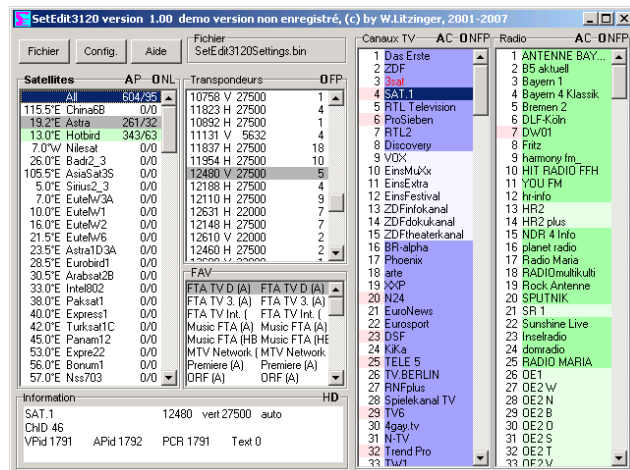 SetEdit3120 version 1.00 demo version non enregistré, (c) by W.Litzinger, 2001-2007
Fichier Config. Aide
Fichier
SetEdit3120Settings.bin
Satellites AP ONL
All 604/95
115.5°E China6B 0/0
19.2°E Astra 261/32
13.0°E Hotbird 343/63
7.0°W Nilesat 0/0
26.0°E Badr2_3 0/0
105.5°E AsiaSat3S 0/0
5.0°E Sirius2_3 0/0
7.0°E EutelW3A 0/0
10.0°E EutelW1 0/0
16.0°E EutelW2 0/0
21.5°E EutelW6 0/0
23.5°E Astra1D3A 0/0
28.5°E Eurobird1 0/0
30.5°E Arabsat2B 0/0
33.0°E Intel802 0/0
38.0°E Paksat1 0/0
40.0°E Express1 0/0
42.0°E Turksat1C 0/0
45.0°E Panam12 0/0
53.0°E Expre22 0/0
56.0°E Bonum1 0/0
57.0°E Nss703 0/0
Transpondeurs OFP
10758 V 27500 1
11823 H 27500 4
10892 H 27500 1
11131 V 5632 4
11837 H 27500 18
11954 H 27500 10
12480 V 27500 5
12188 H 27500 4
12110 H 27500 9
12631 H 22000 7
12148 H 27500 7
12610 V 22000 2
12460 H 27500 3
FAV
FTA TV D (A) FTA TV D (A)
FTA TV 3. (A) FTA TV 3. (A)
FTA TV Int. ( FTA TV Int. (
Music FTA (A) Music FTA (A)
Music FTA (HB Music FTA (HE
MTV Network ( MTV Network
Premiere (A) Premiere (A)
ORF (A) ORF (A)
Information HD
SAT.1 12480 vert 27500 auto
ChID 46
VPid 1791 APid 1792 PCR 1791 Text 0
Canaux TV AC ONFP
1 Das Erste
2 ZDF
3 3sat
4 SAT.1
5 RTL Television
6 ProSieben
7 RTL2
8 Discovery
9 VOX
10 EinsMuXx
11 EinsExtra
12 EinsFestival
13 ZDFinfokanal
14 ZDFdokukanal
15 ZDFtheaterkanal
16 BR-alpha
17 Phoenix
18 arte
19 XXP
20 N24
21 EuroNews
22 Eurosport
23 DSF
24 KiKa
25 TELE 5
26 TV.BERLIN
27 RNFplus
28 Spielekanal TV
29 TV6
30 4gay.tv
31 N-TV
32 Trend Pro
33 TW1
Radio AC ONFP
1 ANTENNE BAY...
2 B5 aktuell
3 Bayern 1
4 Bayern 4 Klassik
5 Bremen 2
6 DLF-Köln
7 DW01
8 Fritz
9 harmony fm_
10 HIT RADIO FFH
11 YOU FM
12 hr-info
13 HR2
14 HR2 plus
15 NDR 4 Info
16 planet radio
17 Radio Maria
18 RADIOmultikulti
19 Rock Antenne
20 SPUTNIK
21 SR 1
22 Sunshine Live
23 Inselradio
24 domradio
25 RADIO MARIA
26 OE1
27 OE2 W
28 OE2 N
29 OE2 B
30 OE2 O
31 OE2 S
32 OE2 T
33 OE2 V